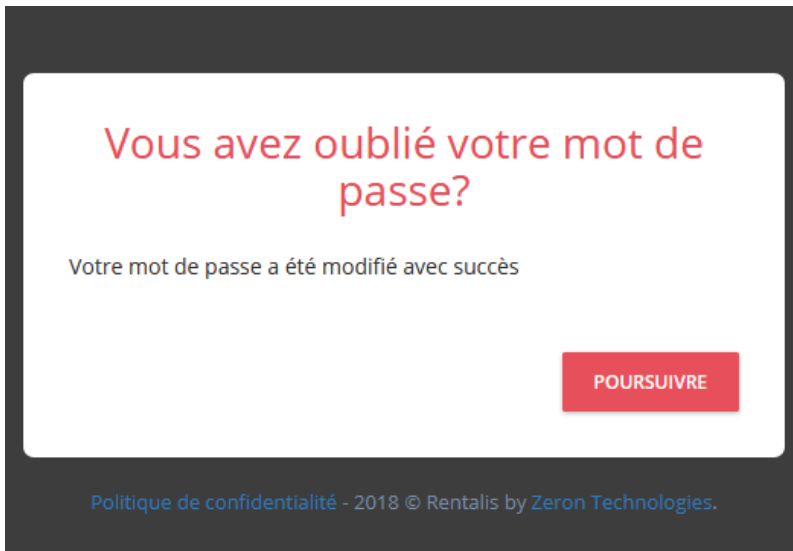 Vous avez oublié votre mot de
passe?
Votre mot de passe a été modifié avec succès
POURSUIVRE
Politique de confidentialité - 2018 © Rentalis by Zeron Technologies.